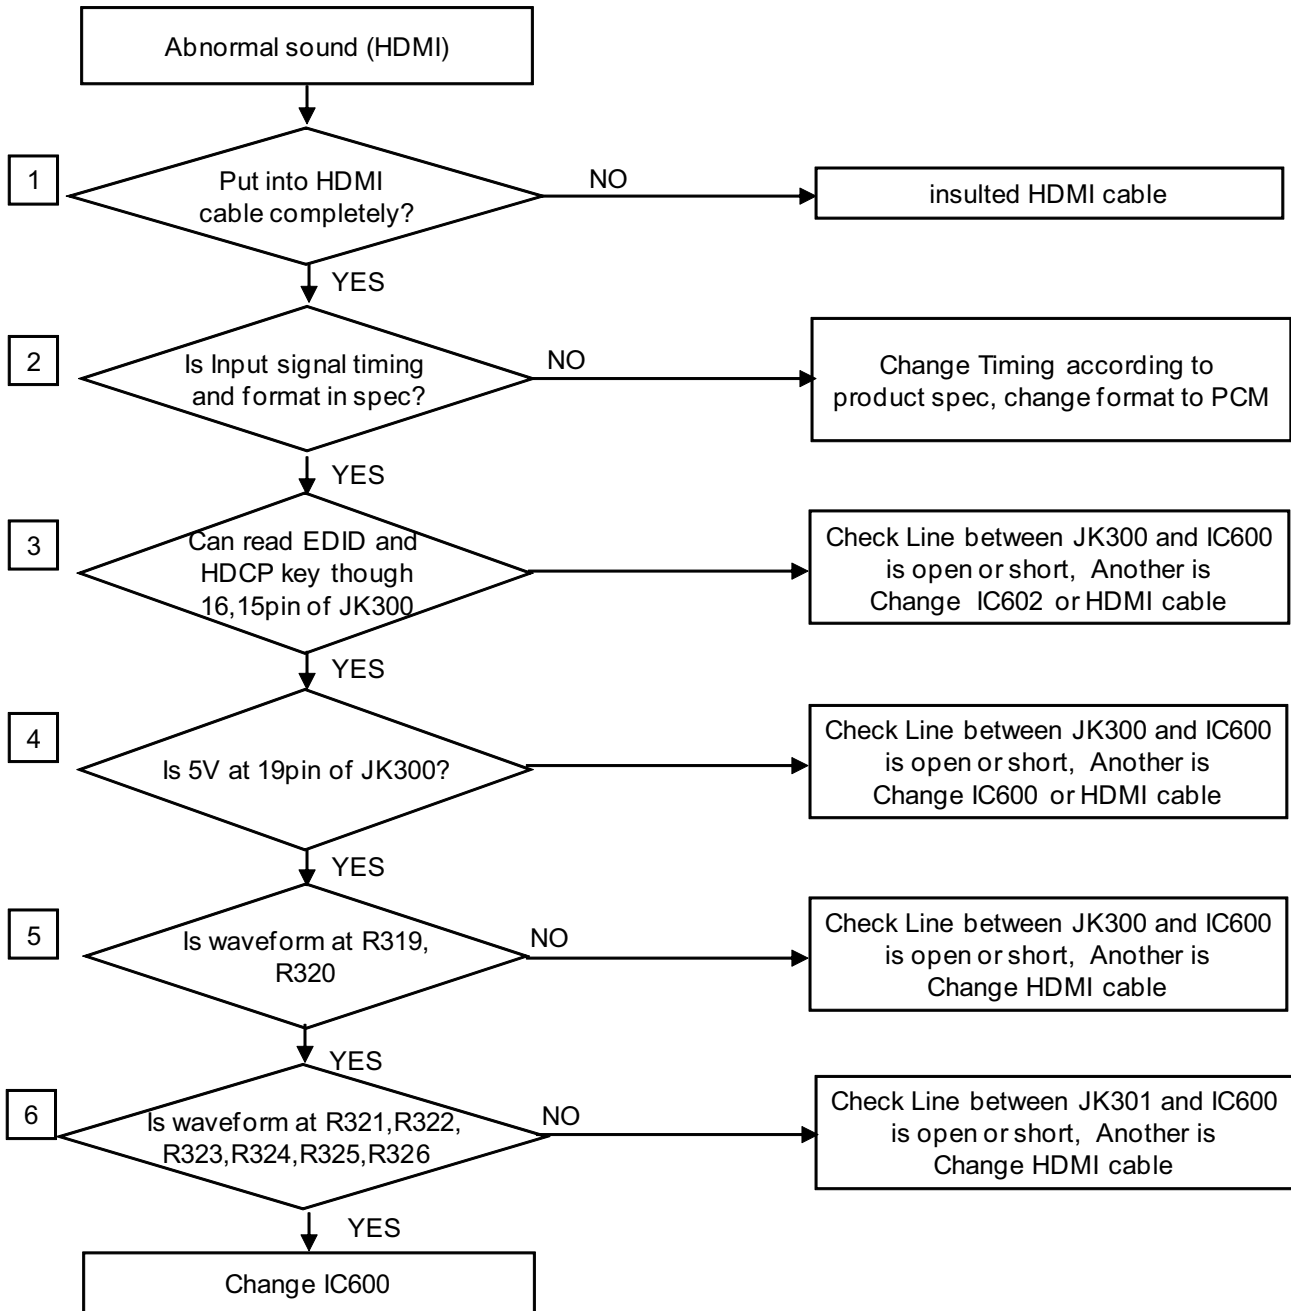 Abnormal sound (HDMI)
1
Put into HDMI
cable completely?
NO
insulted HDMI cable
YES
2
Is Input signal timing
and format in spec?
NO
Change Timing according to
product spec, change format to PCM
YES
3
Can read EDID and
HDCP key though
16,15pin of JK300
Check Line between JK300 and IC600
is open or short, Another is
Change IC602 or HDMI cable
YES
4
Is 5V at 19pin of JK300?
Check Line between JK300 and IC600
is open or short, Another is
Change IC600 or HDMI cable
YES
5
Is waveform at R319,
R320
NO
Check Line between JK300 and IC600
is open or short, Another is
Change HDMI cable
YES
6
Is waveform at R321,R322,
R323,R324,R325,R326
NO
Check Line between JK301 and IC600
is open or short, Another is
Change HDMI cable
YES
Change IC600